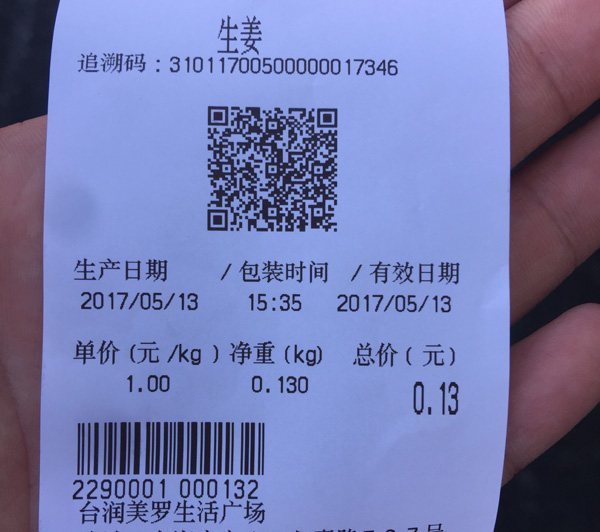 生姜
追溯码：31011700500000017346
生产日期 /包装时间 /有效日期
2017/05/13 15:35 2017/05/13
单价(元/kg) 净重(kg) 总价(元)
1.00 0.130 0.13
2290001 000132
台润美罗生活广场